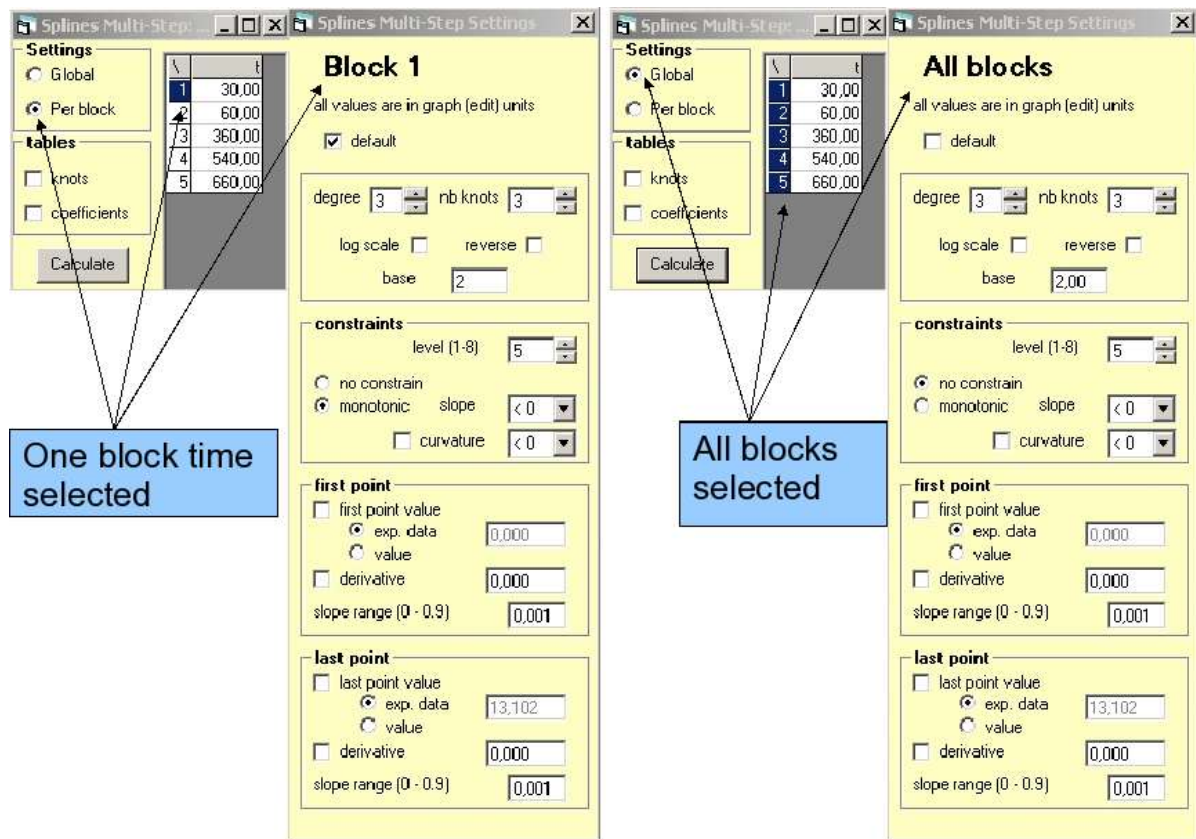 Splines Multi-Step: ...
Settings
Global
Per block
tables
knots
coefficients
Calculate
\ t
1 30,00
2 60,00
3 360,00
4 540,00
5 660,00
Splines Multi-Step Settings
Block 1
all values are in graph (edit) units
default
degree 3 nb knots 3
log scale reverse
base 2
constraints
level (1-8) 5
no constrain
monotonic slope < 0
curvature < 0
first point
first point value
exp. data 0,000
value
derivative 0,000
slope range (0 - 0.9) 0,001
last point
last point value
exp. data 13,102
value
derivative 0,000
slope range (0 - 0.9) 0,001
One block time
selected
Splines Multi-Step: ...
Settings
Global
Per block
tables
knots
coefficients
Calculate
\ t
1 30,00
2 60,00
3 360,00
4 540,00
5 660,00
Splines Multi-Step Settings
All blocks
all values are in graph (edit) units
default
degree 3 nb knots 3
log scale reverse
base 2,00
constraints
level (1-8) 5
no constrain
monotonic slope < 0
curvature < 0
first point
first point value
exp. data 0,000
value
derivative 0,000
slope range (0 - 0.9) 0,001
last point
last point value
exp. data 13,102
value
derivative 0,000
slope range (0 - 0.9) 0,001
All blocks
selected